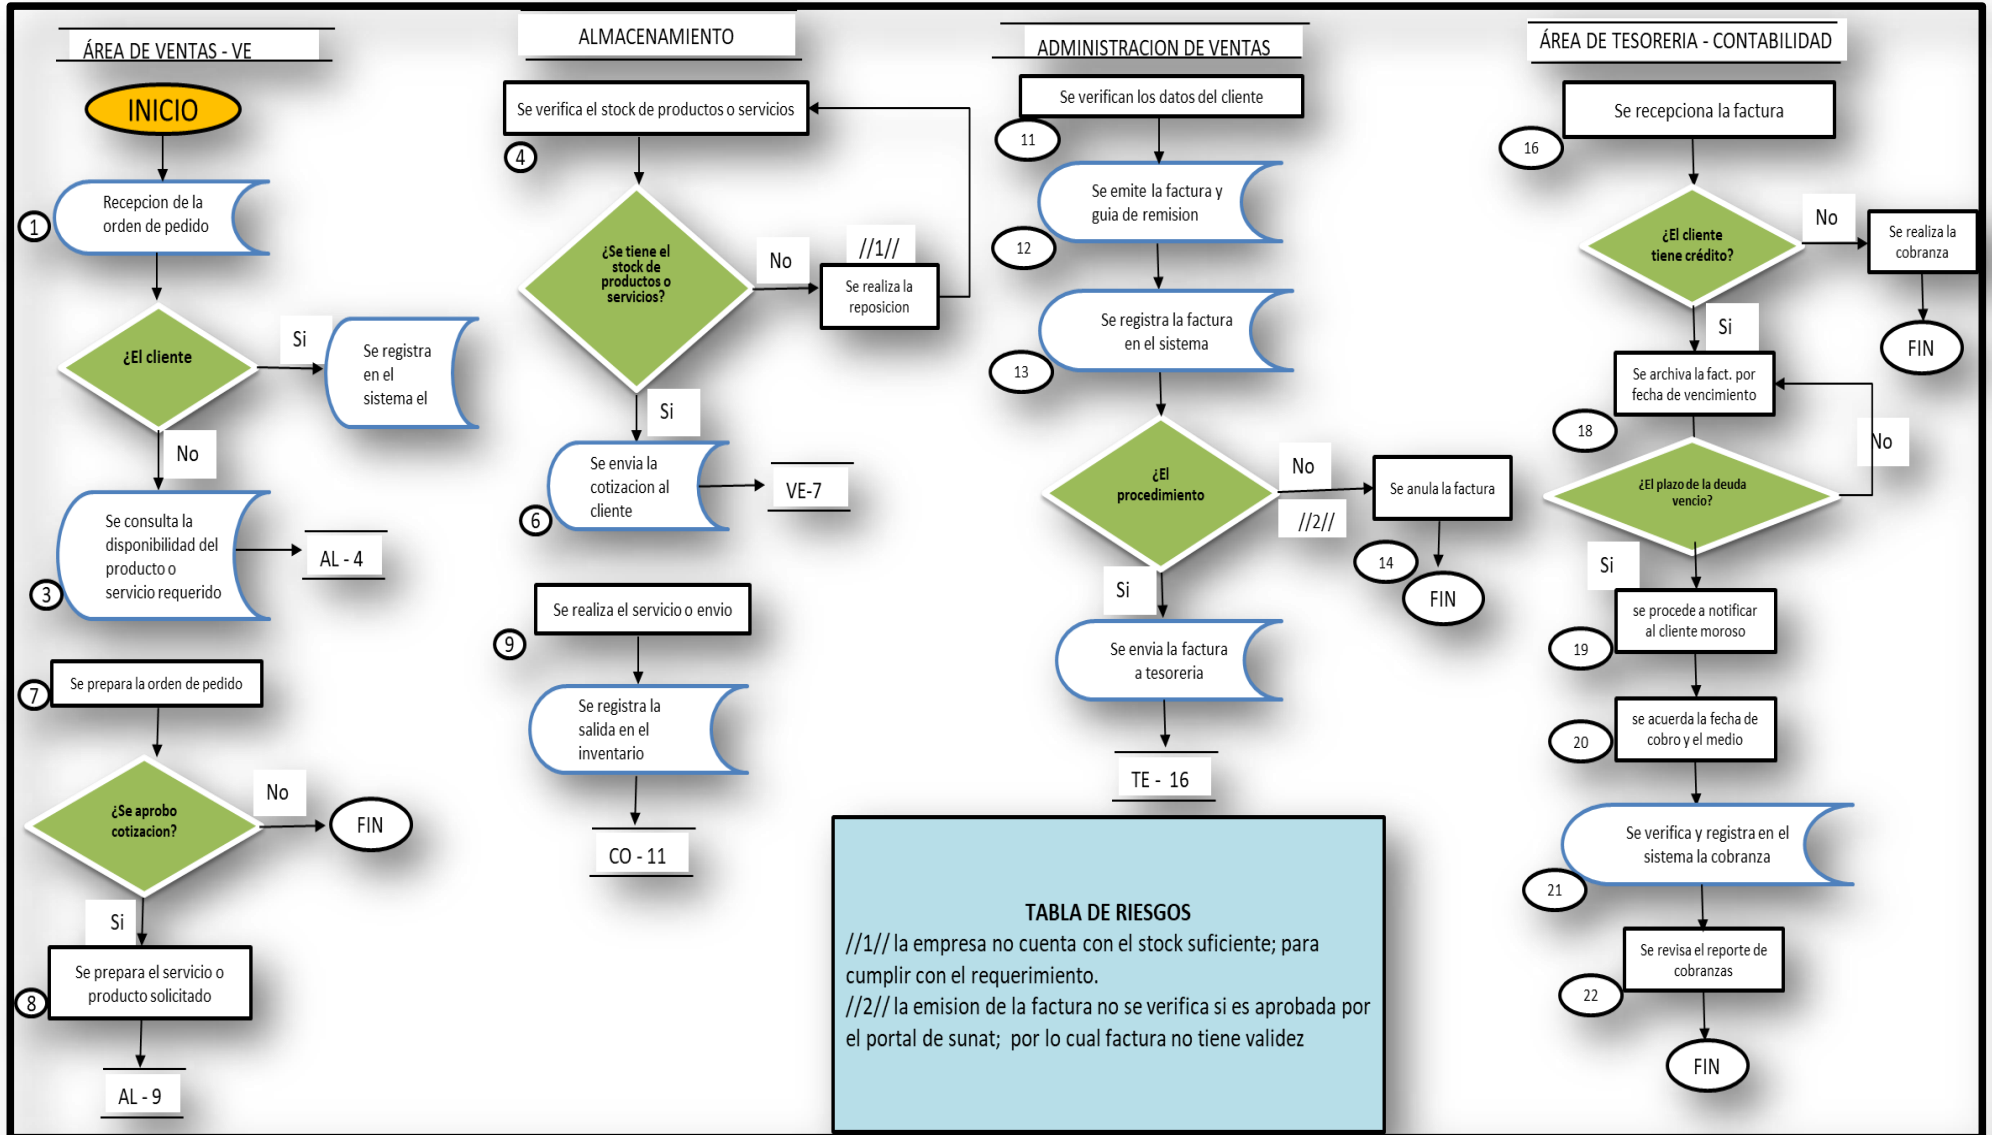 ÁREA DE VENTAS - VE
INICIO
Recepcion de la
orden de pedido
1
¿El cliente
Si
Se registra
en el
sistema el
No
Se consulta la
disponibilidad del
producto o
servicio requerido
3
AL - 4
Se prepara la orden de pedido
7
¿Se aprobo
cotizacion?
No
FIN
Si
Se prepara el servicio o
producto solicitado
8
AL - 9
ALMACENAMIENTO
Se verifica el stock de productos o servicios
4
¿Se tiene el
stock de
productos o
servicios?
No
//1//
Se realiza la
reposicion
Si
Se envia la
cotizacion al
cliente
6
VE-7
Se realiza el servicio o envio
9
Se registra la
salida en el
inventario
CO - 11
ADMINISTRACION DE VENTAS
Se verifican los datos del cliente
11
Se emite la factura y
guia de remision
12
Se registra la factura
en el sistema
13
¿El
procedimiento
No
//2//
Se anula la factura
14
FIN
Si
Se envia la factura
a tesoreria
TE - 16
TABLA DE RIESGOS
//1// la empresa no cuenta con el stock suficiente; para
cumplir con el requerimiento.
//2// la emision de la factura no se verifica si es aprobada por
el portal de sunat; por lo cual factura no tiene validez
ÁREA DE TESORERIA - CONTABILIDAD
Se recepciona la factura
16
¿El cliente
tiene crédito?
No
Se realiza la
cobranza
FIN
Si
Se archiva la fact. por
fecha de vencimiento
18
No
¿El plazo de la deuda
vencio?
Si
se procede a notificar
al cliente moroso
19
se acuerda la fecha de
cobro y el medio
20
Se verifica y registra en el
sistema la cobranza
21
Se revisa el reporte de
cobranzas
22
FIN